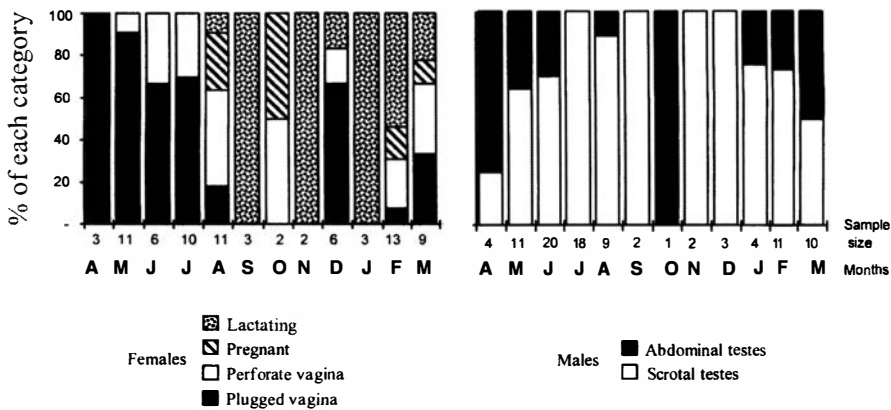 % of each category
100
80
60
40
20
-
3 11 6 10 11 3 2 2 6 3 13 9
A M J J A S O N D J F M
4 11 20 18 9 2 1 2 3 4 11 10
A M J J A S O N D J F M
Sample
size
Months
Females
Lactating
Pregnant
Perforate vagina
Plugged vagina
Males
Abdominal testes
Scrotal testes